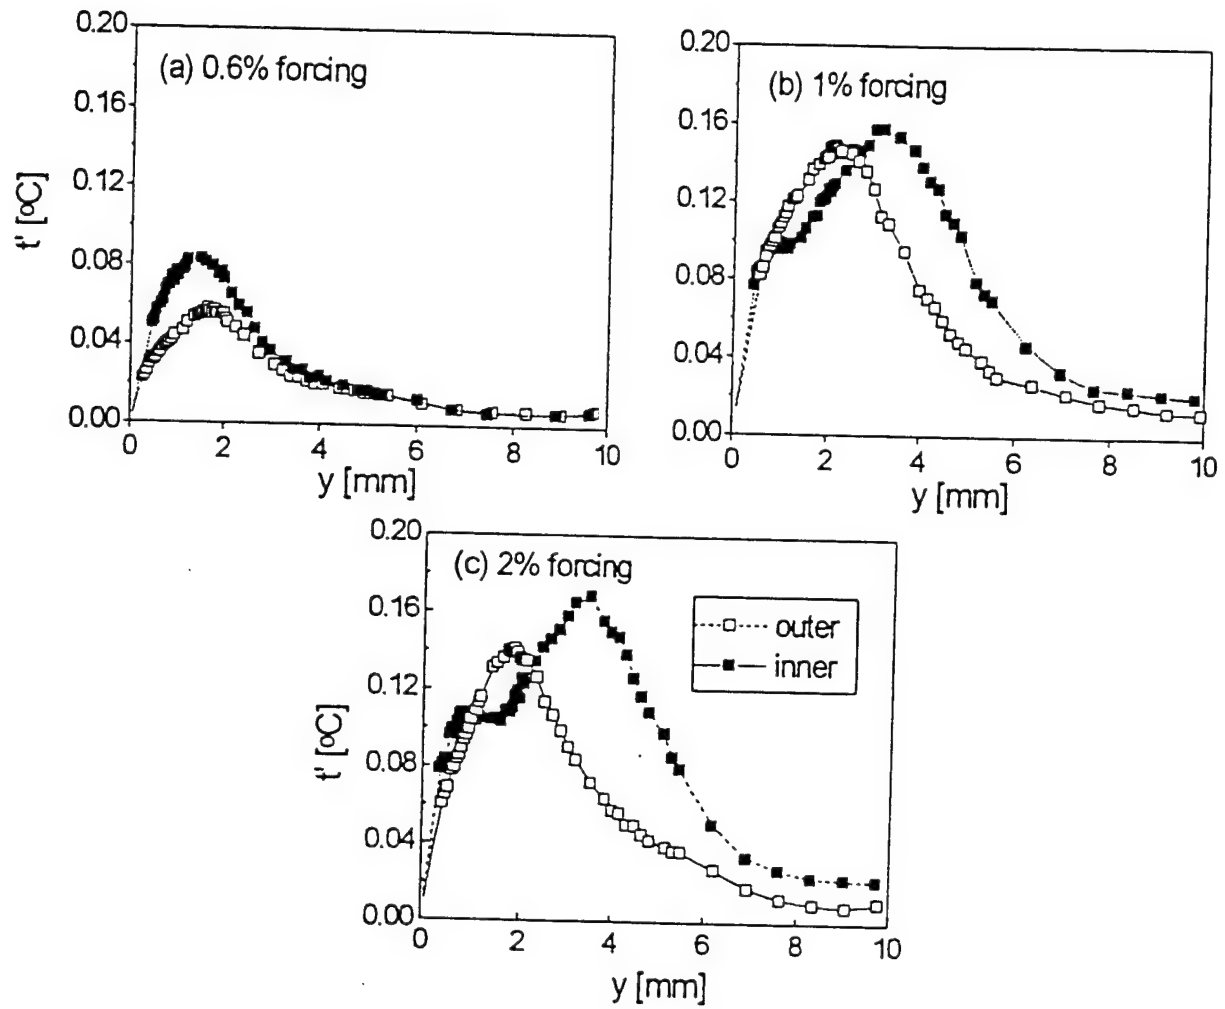 (a) 0.6% forcing
0.20
0.16
0.12
0.08
0.04
0.00
t' [oC]
0 2 4 6 8 10
y [mm]
(b) 1% forcing
0.20
0.16
0.12
0.08
0.04
0.00
0 2 4 6 8 10
y [mm]
(c) 2% forcing
0.20
0.16
0.12
0.08
0.04
0.00
t' [oC]
outer
inner
0 2 4 6 8 10
y [mm]